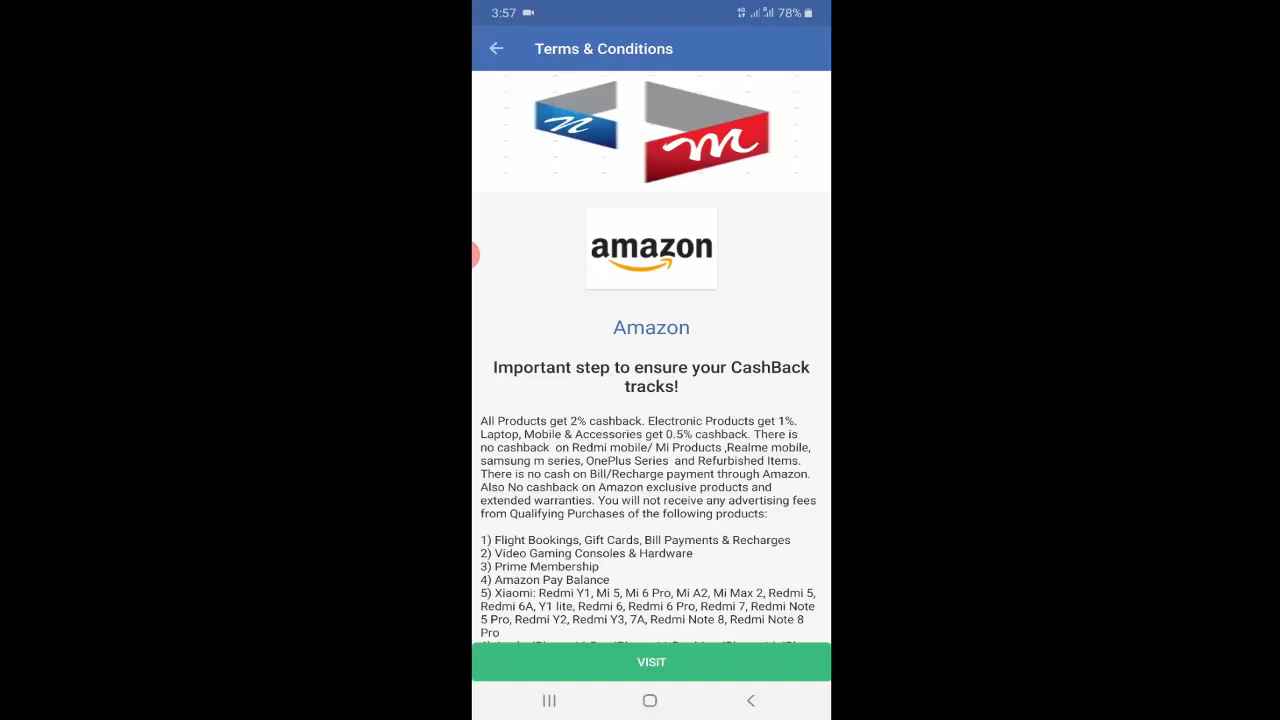 3:57
4G 78%
Terms & Conditions
n m
amazon
Amazon
Important step to ensure your CashBack
tracks!
All Products get 2% cashback. Electronic Products get 1%.
Laptop, Mobile & Accessories get 0.5% cashback. There is
no cashback on Redmi mobile/ Mi Products ,Realme mobile,
samsung m series, OnePlus Series and Refurbished Items.
There is no cash on Bill/Recharge payment through Amazon.
Also No cashback on Amazon exclusive products and
extended warranties. You will not receive any advertising fees
from Qualifying Purchases of the following products:
1) Flight Bookings, Gift Cards, Bill Payments & Recharges
2) Video Gaming Consoles & Hardware
3) Prime Membership
4) Amazon Pay Balance
5) Xiaomi: Redmi Y1, Mi 5, Mi 6 Pro, Mi A2, Mi Max 2, Redmi 5,
Redmi 6A, Y1 lite, Redmi 6, Redmi 6 Pro, Redmi 7, Redmi Note
5 Pro, Redmi Y2, Redmi Y3, 7A, Redmi Note 8, Redmi Note 8
Pro
VISIT